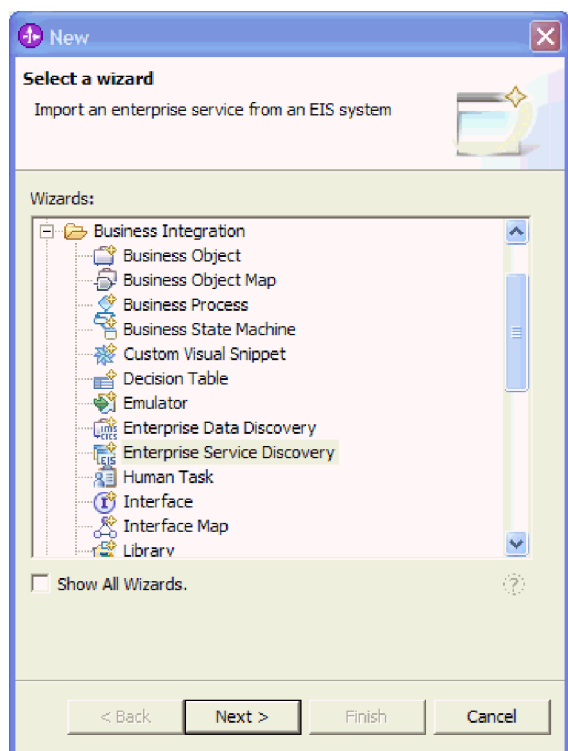 New
Select a wizard
Import an enterprise service from an EIS system
Wizards:
Business Integration
Business Object
Business Object Map
Business Process
Business State Machine
Custom Visual Snippet
Decision Table
Emulator
Enterprise Data Discovery
Enterprise Service Discovery
Human Task
Interface
Interface Map
Library
Show All Wizards.
?
< Back Next > Finish Cancel